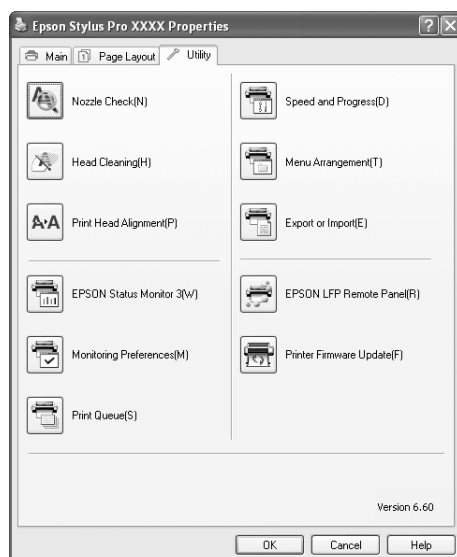 Epson Stylus Pro XXXX Properties
Main
Page Layout
Utility
Nozzle Check(N)
Head Cleaning(H)
A›A Print Head Alignment(P)
EPSON Status Monitor 3(W)
Monitoring Preferences(M)
Print Queue(S)
Speed and Progress(D)
Menu Arrangement(T)
Export or Import(E)
EPSON LFP Remote Panel(R)
Printer Firmware Update(F)
Version 6.60
OK
Cancel
Help